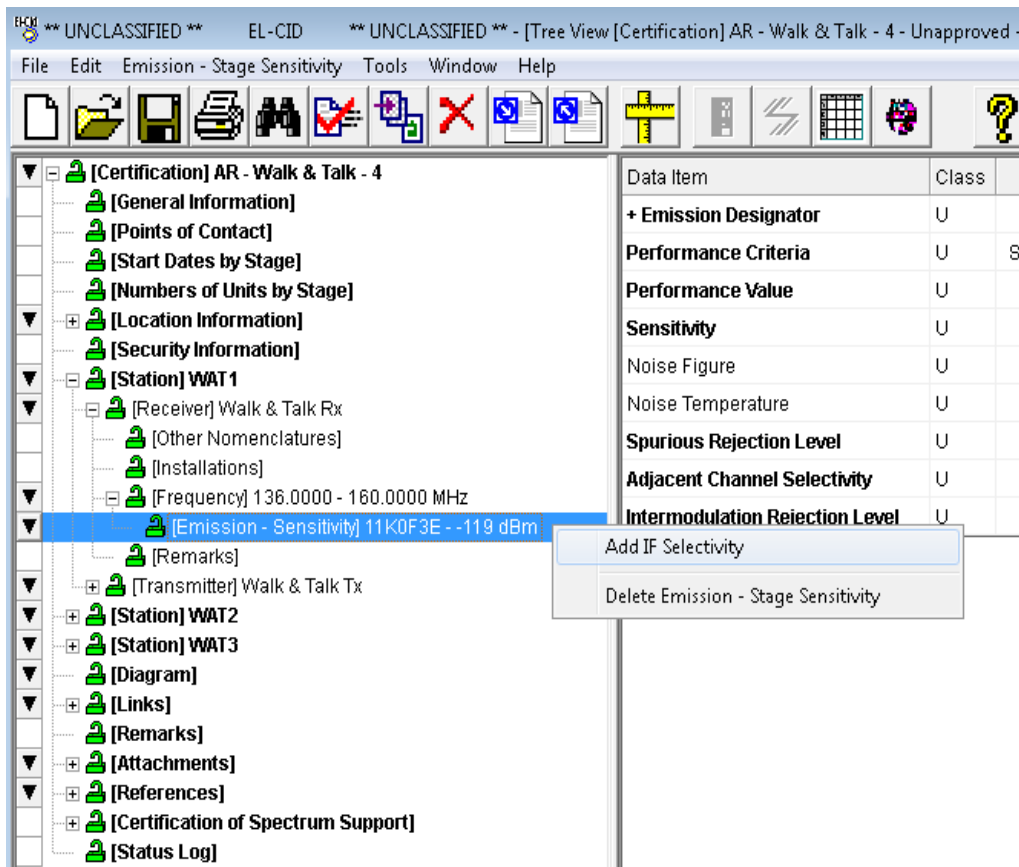 EL-CID ** UNCLASSIFIED ** EL-CID ** UNCLASSIFIED ** - [Tree View [Certification] AR - Walk & Talk - 4 - Unapproved -
File Edit Emission - Stage Sensitivity Tools Window Help
[Certification] AR - Walk & Talk - 4
[General Information]
[Points of Contact]
[Start Dates by Stage]
[Numbers of Units by Stage]
[Location Information]
[Security Information]
[Station] WAT1
[Receiver] Walk & Talk Rx
[Other Nomenclatures]
[Installations]
[Frequency] 136.0000 - 160.0000 MHz
[Emission - Sensitivity] 11K0F3E - -119 dBm
[Remarks]
[Transmitter] Walk & Talk Tx
[Station] WAT2
[Station] WAT3
[Diagram]
[Links]
[Remarks]
[Attachments]
[References]
[Certification of Spectrum Support]
[Status Log]
Data Item Class
+ Emission Designator U
Performance Criteria U S
Performance Value U
Sensitivity U
Noise Figure U
Noise Temperature U
Spurious Rejection Level U
Adjacent Channel Selectivity U
Intermodulation Rejection Level U
Add IF Selectivity
Delete Emission - Stage Sensitivity